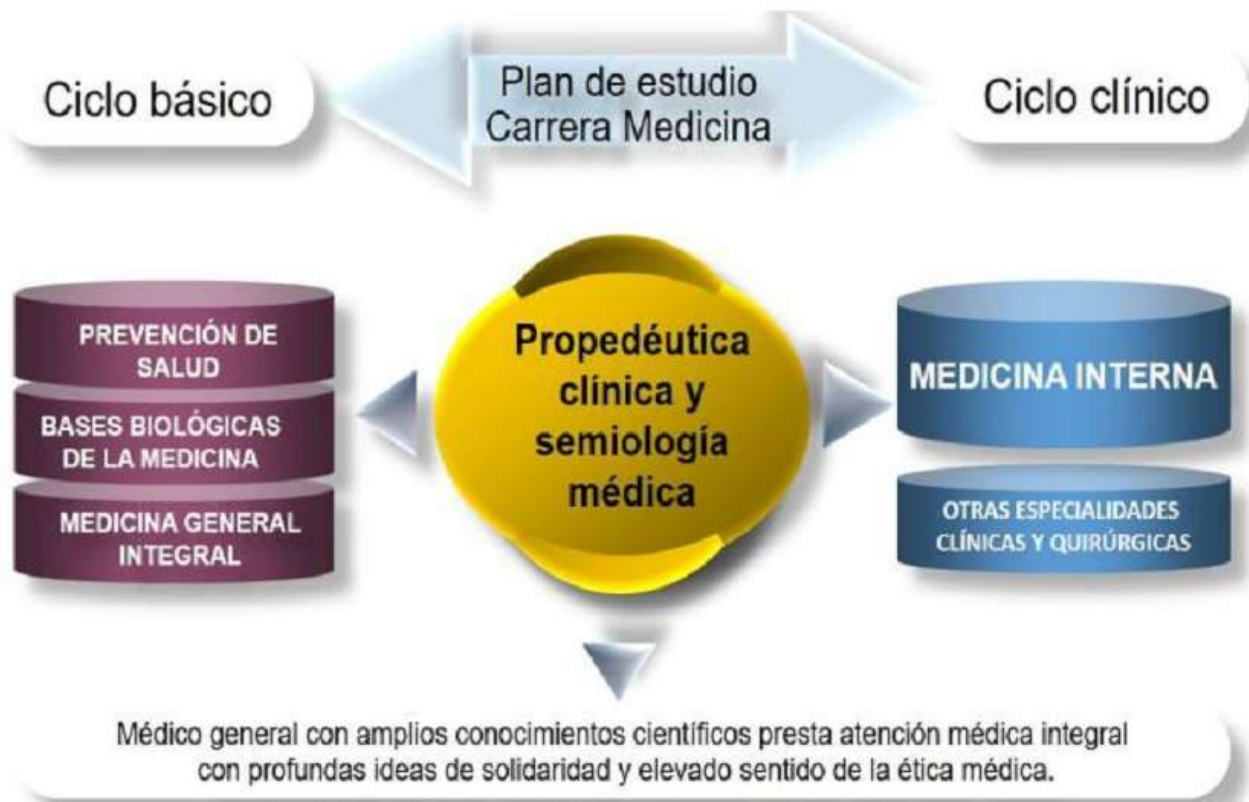 Ciclo básico
Plan de estudio
Carrera Medicina
Ciclo clínico
PREVENCIÓN DE
SALUD
BASES BIOLÓGICAS
DE LA MEDICINA
MEDICINA GENERAL
INTEGRAL
Propedéutica
clínica y
semiología
médica
MEDICINA INTERNA
OTRAS ESPECIALIDADES
CLÍNICAS Y QUIRÚRGICAS
Médico general con amplios conocimientos científicos presta atención médica integral
con profundas ideas de solidaridad y elevado sentido de la ética médica.